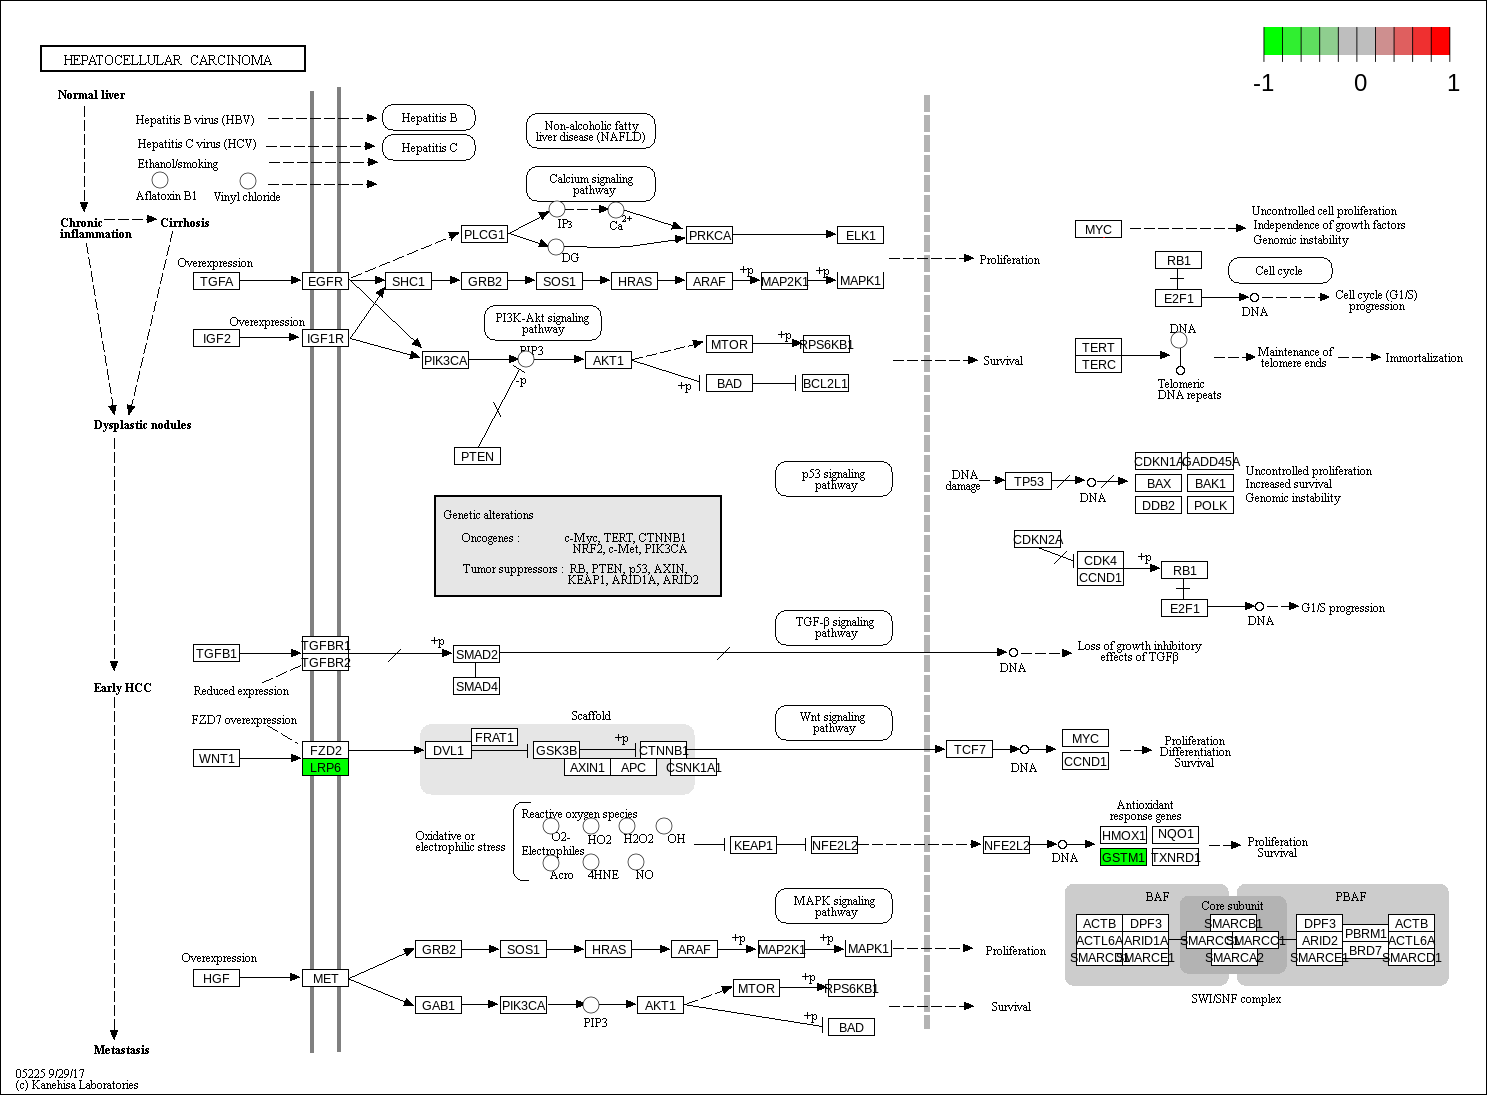 HEPATOCELLULAR CARCINOMA
-1 0 1
Normal liver
Hepatitis B virus (HBV)
Hepatitis B
Hepatitis C virus (HCV)
Hepatitis C
Ethanol/smoking
Aflatoxin B1
Vinyl chloride
Non-alcoholic fatty
liver disease (NAFLD)
Calcium signaling
pathway
Chronic
inflammation
Cirrhosis
PLCG1
IP3
Ca2+
DG
PRKCA
ELK1
Overexpression
TGFA
EGFR
SHC1
GRB2
SOS1
HRAS
ARAF
+p
MAP2K1
+p
MAPK1
Proliferation
Overexpression
IGF2
IGF1R
PI3K-Akt signaling
pathway
PIK3CA
PIP3
-p
AKT1
MTOR
+p
RPS6KB1
+p
BAD
BCL2L1
Survival
PTEN
MYC
Uncontrolled cell proliferation
Independence of growth factors
Genomic instability
RB1
Cell cycle
E2F1
DNA
Cell cycle (G1/S)
progression
TERT
TERC
DNA
Telomeric
DNA repeats
Maintenance of
telomere ends
Immortalization
Dysplastic nodules
p53 signaling
pathway
DNA
damage
TP53
DNA
CDKN1A
GADD45A
BAX
BAK1
DDB2
POLK
Uncontrolled proliferation
Increased survival
Genomic instability
Genetic alterations
Oncogenes : c-Myc, TERT, CTNNB1
NRF2, c-Met, PIK3CA
Tumor suppressors : RB, PTEN, p53, AXIN,
KEAP1, ARID1A, ARID2
CDKN2A
CDK4
CCND1
+p
RB1
E2F1
DNA
G1/S progression
TGF-β signaling
pathway
TGFB1
TGFBR1
TGFBR2
+p
SMAD2
SMAD4
DNA
Loss of growth inhibitory
effects of TGFβ
Reduced expression
Early HCC
FZD7 overexpression
WNT1
FZD2
LRP6
Scaffold
DVL1
FRAT1
GSK3B
+p
CTNNB1
AXIN1
APC
CSNK1A1
Wnt signaling
pathway
TCF7
DNA
MYC
CCND1
Proliferation
Differentiation
Survival
Oxidative or
electrophilic stress
Reactive oxygen species
O2-
HO2
H2O2
OH
Electrophiles
Acro
4HNE
NO
KEAP1
NFE2L2
NFE2L2
DNA
Antioxidant
response genes
HMOX1
NQO1
GSTM1
TXNRD1
Proliferation
Survival
MAPK signaling
pathway
Overexpression
HGF
MET
GRB2
SOS1
HRAS
ARAF
+p
MAP2K1
+p
MAPK1
Proliferation
GAB1
PIK3CA
PIP3
AKT1
MTOR
+p
RPS6KB1
+p
BAD
Survival
BAF
PBAF
Core subunit
ACTB
DPF3
SMARCB1
DPF3
ACTB
PBRM1
ACTL6A
ARID1A
SMARCC1
ARID2
ACTL6A
BRD7
SMARCD1
SMARCE1
SMARCA2
SMARCE1
SMARCD1
SWI/SNF complex
Metastasis
05225 9/29/17
(c) Kanehisa Laboratories